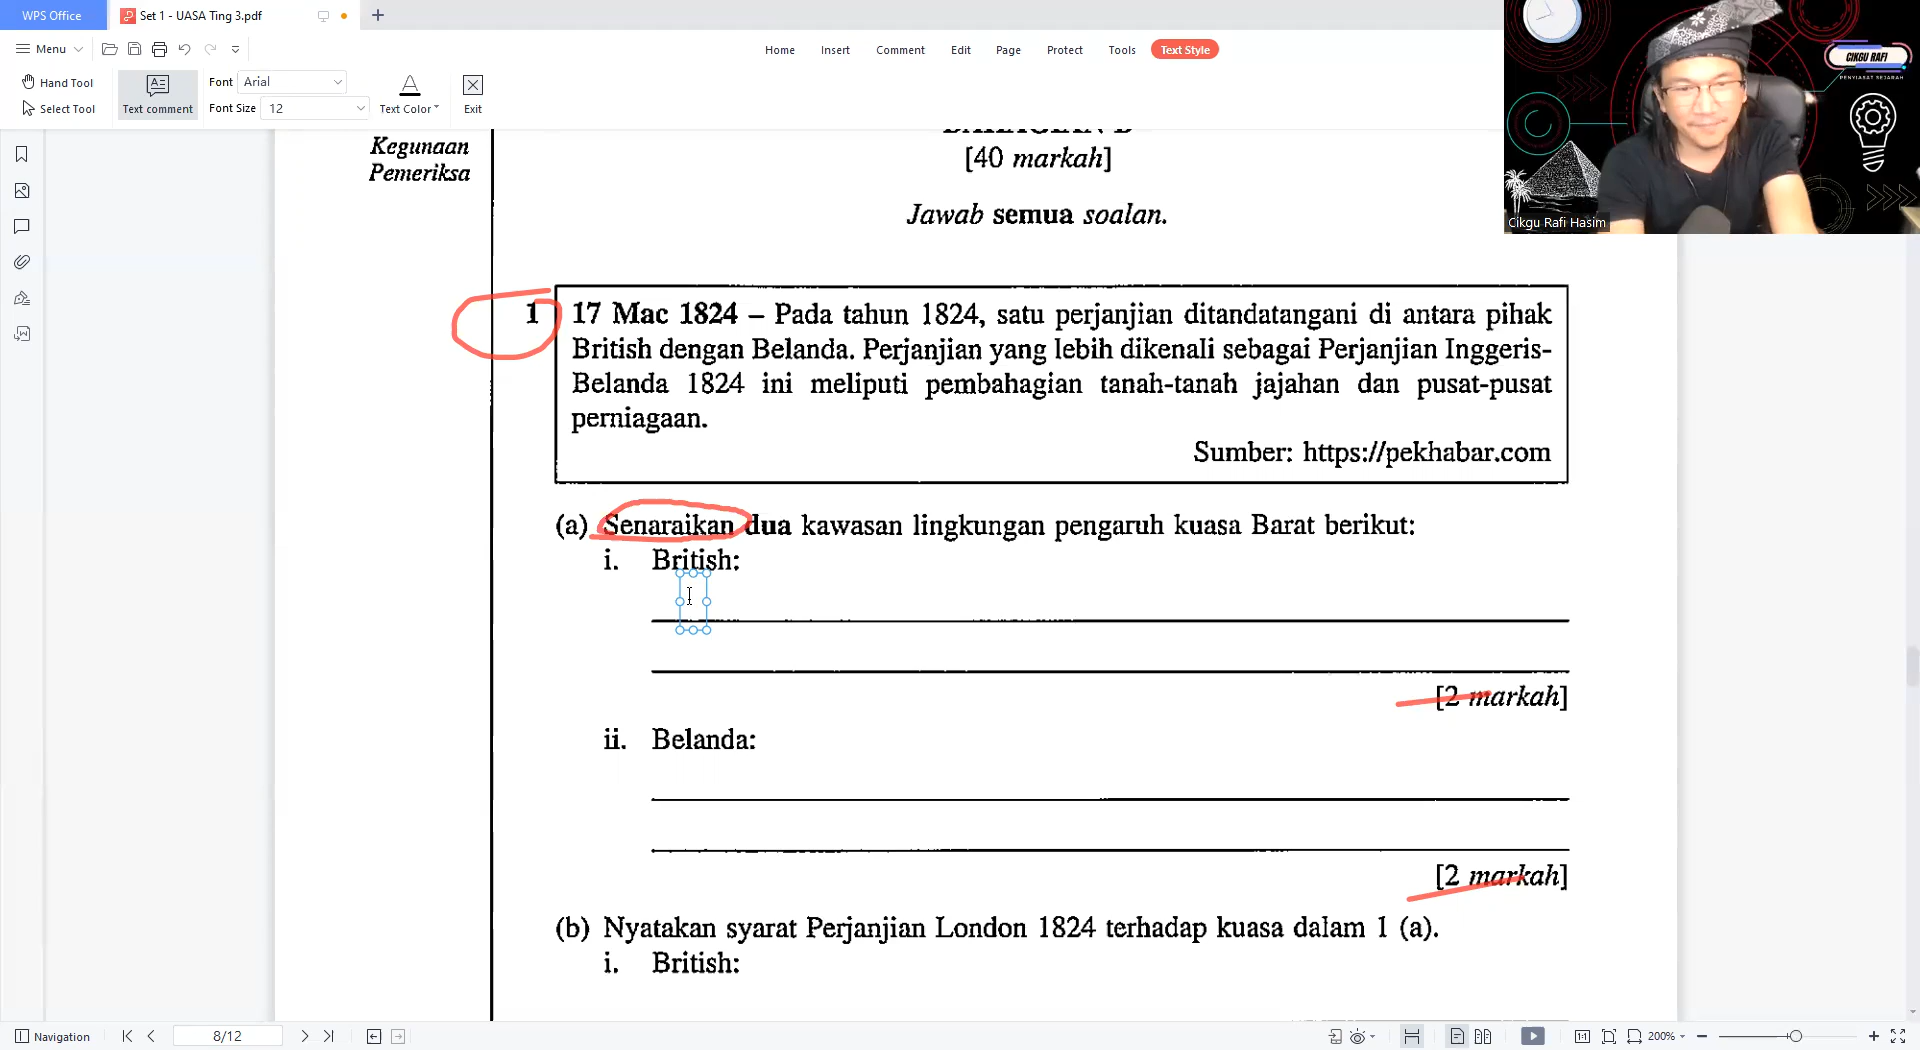 WPS Office
Set 1 - UASA Ting 3.pdf
Menu
Home Insert Comment Edit Page Protect Tools Text Style
Hand Tool
Select Tool
Text comment
Font Arial
Font Size 12
Text Color
Exit
CIKGU RAFI
PENYIASAT SEJARAH
Cikgu Rafi Hasim
Kegunaan
Pemeriksa
[40 markah]
Jawab semua soalan.
1 17 Mac 1824 – Pada tahun 1824, satu perjanjian ditandatangani di antara pihak
British dengan Belanda. Perjanjian yang lebih dikenali sebagai Perjanjian Inggeris-
Belanda 1824 ini meliputi pembahagian tanah-tanah jajahan dan pusat-pusat
perniagaan.
Sumber: https://pekhabar.com
(a) Senaraikan dua kawasan lingkungan pengaruh kuasa Barat berikut:
i. British:
[2 markah]
ii. Belanda:
[2 markah]
(b) Nyatakan syarat Perjanjian London 1824 terhadap kuasa dalam 1 (a).
i. British:
Navigation 8/12 200%